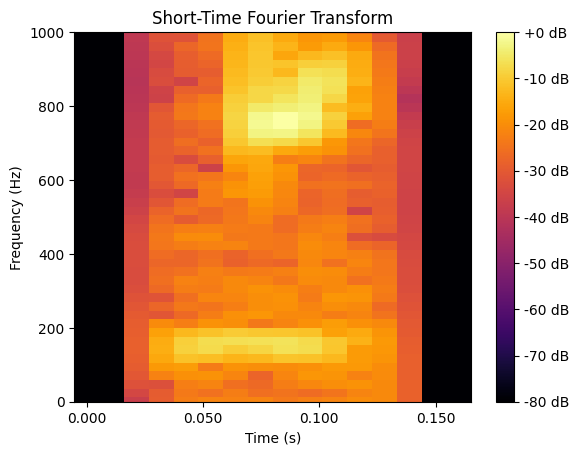 Short-Time Fourier Transform
1000
800
600
400
200
0
Frequency (Hz)
0.000
0.050
0.100
0.150
Time (s)
+0 dB
-10 dB
-20 dB
-30 dB
-40 dB
-50 dB
-60 dB
-70 dB
-80 dB